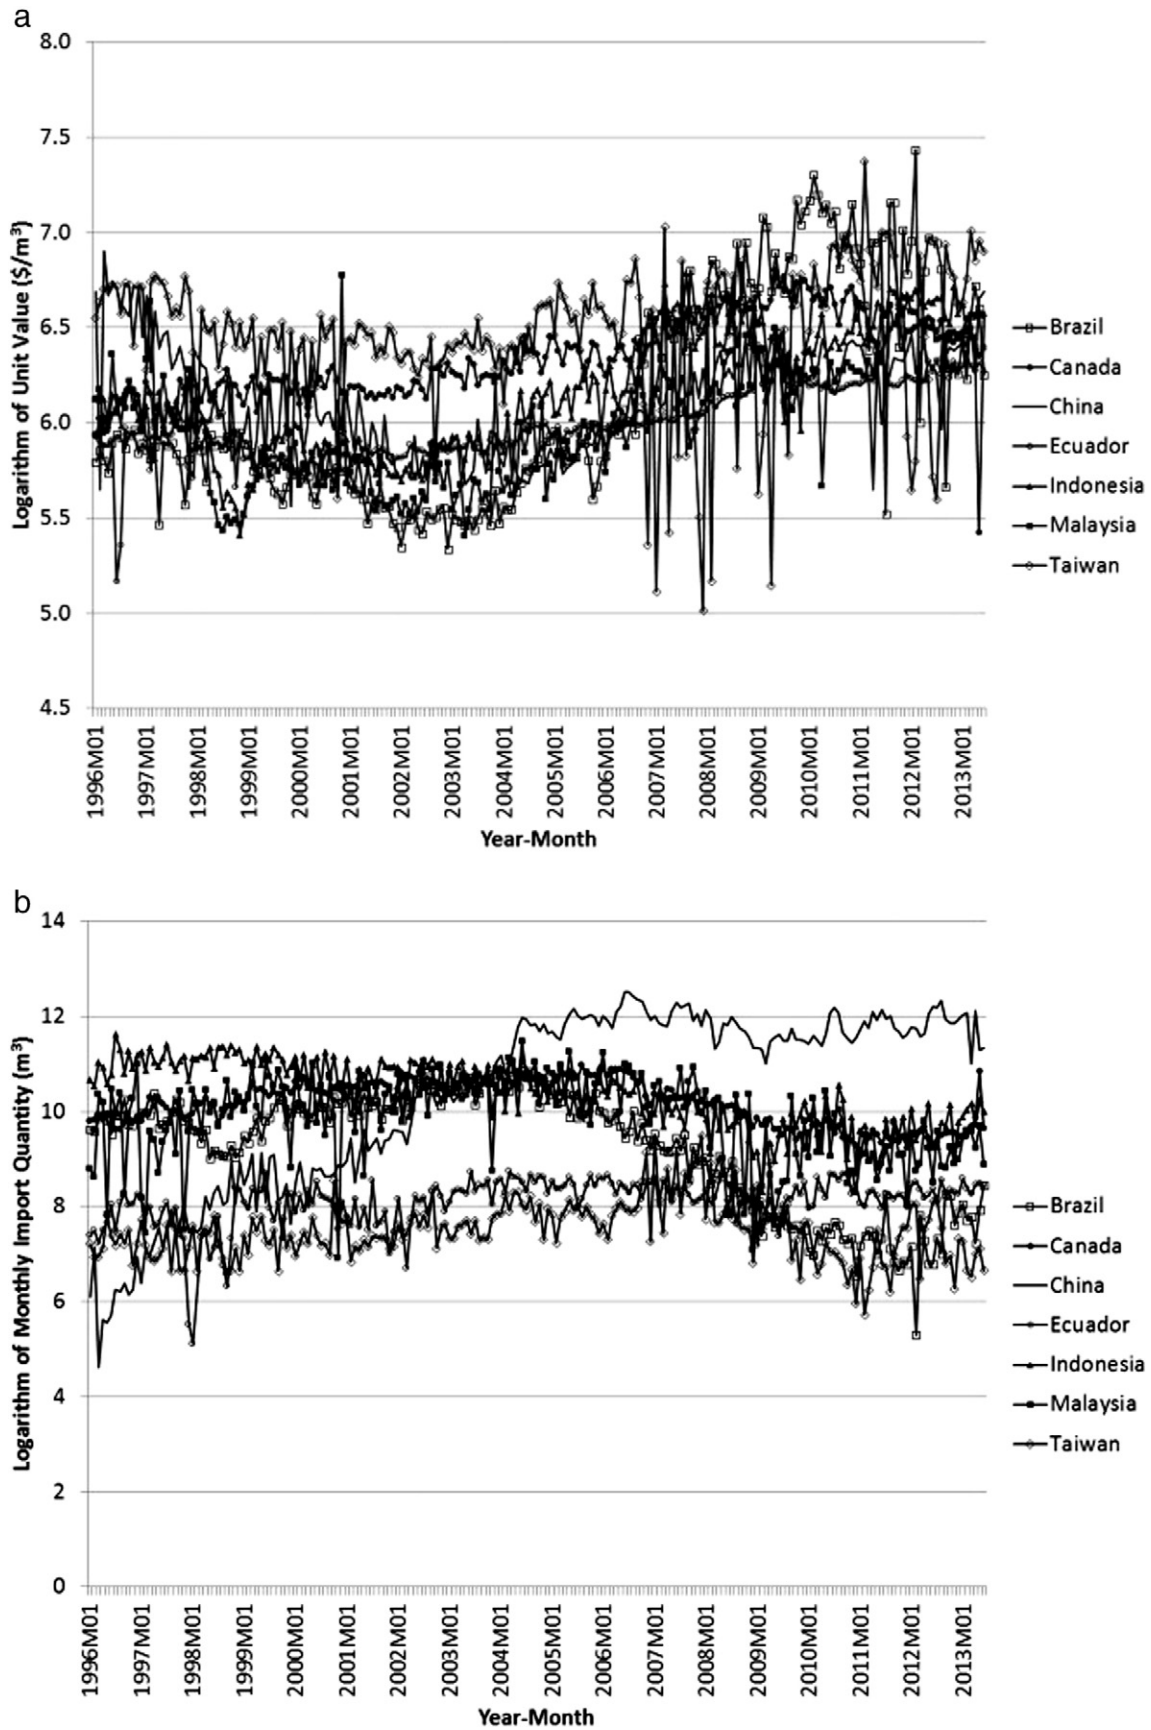 a
8.0
7.5
7.0
6.5
6.0
5.5
5.0
4.5
Logarithm of Unit Value ($/m³)
1996M01
1997M01
1998M01
1999M01
2000M01
2001M01
2002M01
2003M01
2004M01
2005M01
2006M01
2007M01
2008M01
2009M01
2010M01
2011M01
2012M01
2013M01
Year-Month
Brazil
Canada
China
Ecuador
Indonesia
Malaysia
Taiwan
b
14
12
10
8
6
4
2
0
Logarithm of Monthly Import Quantity (m³)
1996M01
1997M01
1998M01
1999M01
2000M01
2001M01
2002M01
2003M01
2004M01
2005M01
2006M01
2007M01
2008M01
2009M01
2010M01
2011M01
2012M01
2013M01
Year-Month
Brazil
Canada
China
Ecuador
Indonesia
Malaysia
Taiwan